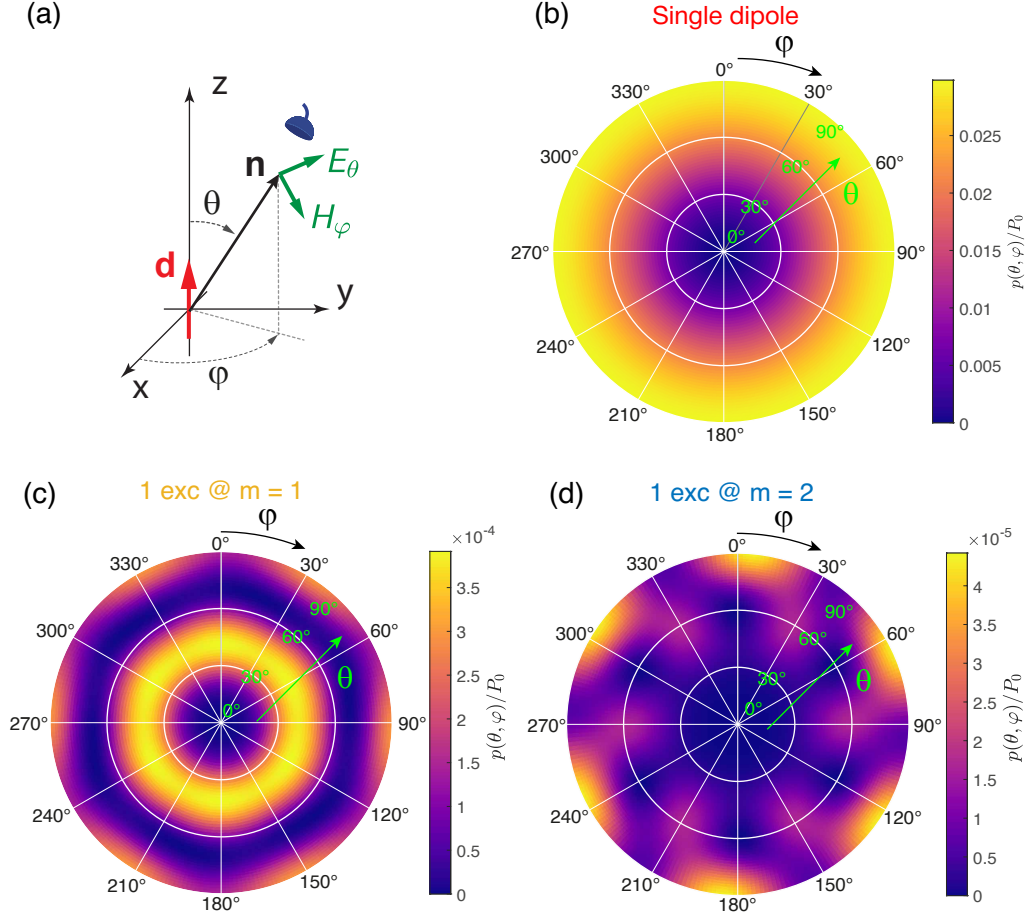 (a)
z
n
E_θ
H_φ
θ
d
y
x
φ
(b)
Single dipole
φ
0°
30°
60°
90°
120°
150°
180°
210°
240°
270°
300°
330°
0°
30°
60°
90°
θ
0.025
0.02
0.015
0.01
0.005
0
p(θ, φ)/P_0
(c)
1 exc @ m = 1
φ
0°
30°
60°
90°
120°
150°
180°
210°
240°
270°
300°
330°
0°
30°
60°
90°
θ
×10^-4
3.5
3
2.5
2
1.5
1
0.5
0
p(θ, φ)/P_0
(d)
1 exc @ m = 2
φ
0°
30°
60°
90°
120°
150°
180°
210°
240°
270°
300°
330°
0°
30°
60°
90°
θ
×10^-5
4
3.5
3
2.5
2
1.5
1
0.5
0
p(θ, φ)/P_0